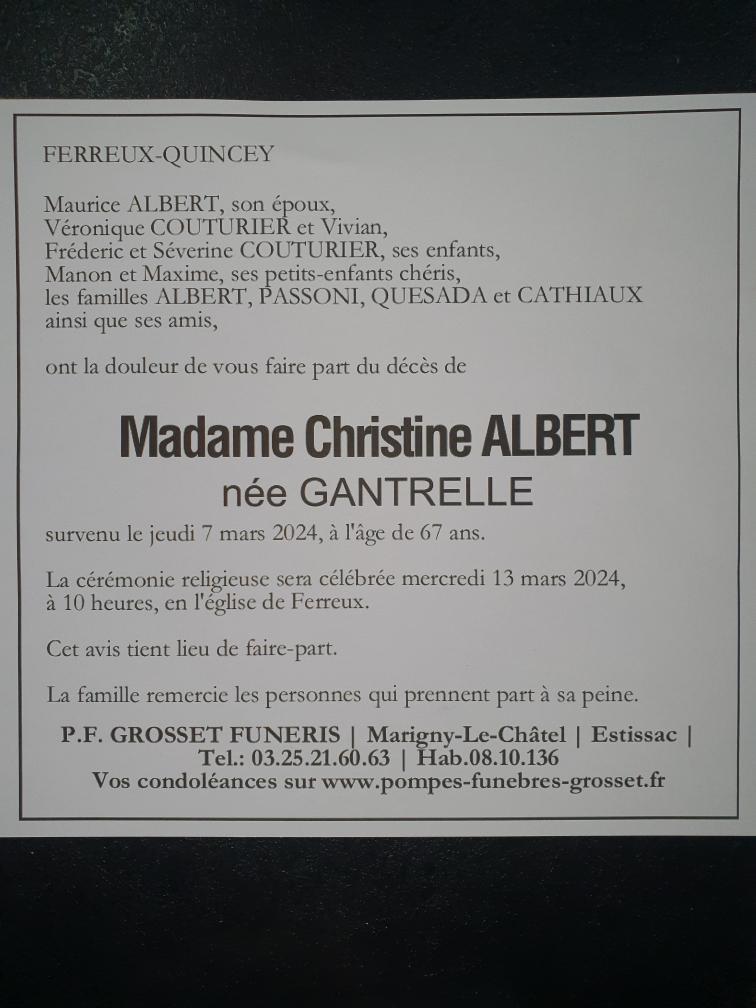 FERREUX-QUINCEY
Maurice ALBERT, son époux,
Véronique COUTURIER et Vivian,
Fréderic et Séverine COUTURIER, ses enfants,
Manon et Maxime, ses petits-enfants chéris,
les familles ALBERT, PASSONI, QUESADA et CATHIAUX
ainsi que ses amis,
ont la douleur de vous faire part du décès de
Madame Christine ALBERT
née GANTRELLE
survenu le jeudi 7 mars 2024, à l'âge de 67 ans.
La cérémonie religieuse sera célébrée mercredi 13 mars 2024,
à 10 heures, en l'église de Ferreux.
Cet avis tient lieu de faire-part.
La famille remercie les personnes qui prennent part à sa peine.
P.F. GROSSET FUNERIS | Marigny-Le-Châtel | Estissac |
Tel.: 03.25.21.60.63 | Hab.08.10.136
Vos condoléances sur www.pompes-funebres-grosset.fr